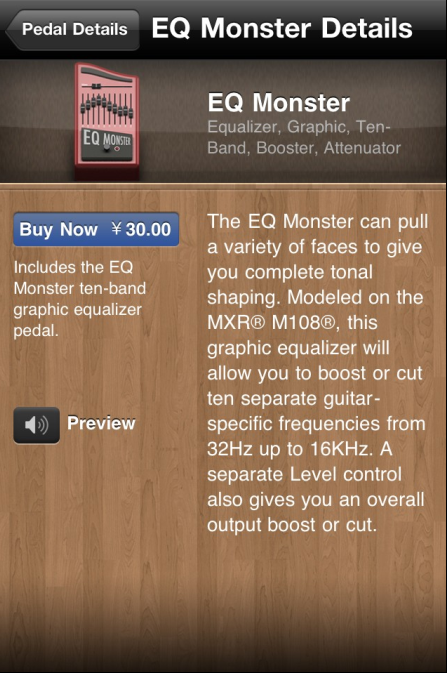 Pedal Details
EQ Monster Details
EQ MONSTER
EQ Monster
Equalizer, Graphic, Ten-
Band, Booster, Attenuator
Buy Now ¥30.00
Includes the EQ
Monster ten-band
graphic equalizer
pedal.
Preview
The EQ Monster can pull
a variety of faces to give
you complete tonal
shaping. Modeled on the
MXR® M108®, this
graphic equalizer will
allow you to boost or cut
ten separate guitar-
specific frequencies from
32Hz up to 16KHz. A
separate Level control
also gives you an overall
output boost or cut.